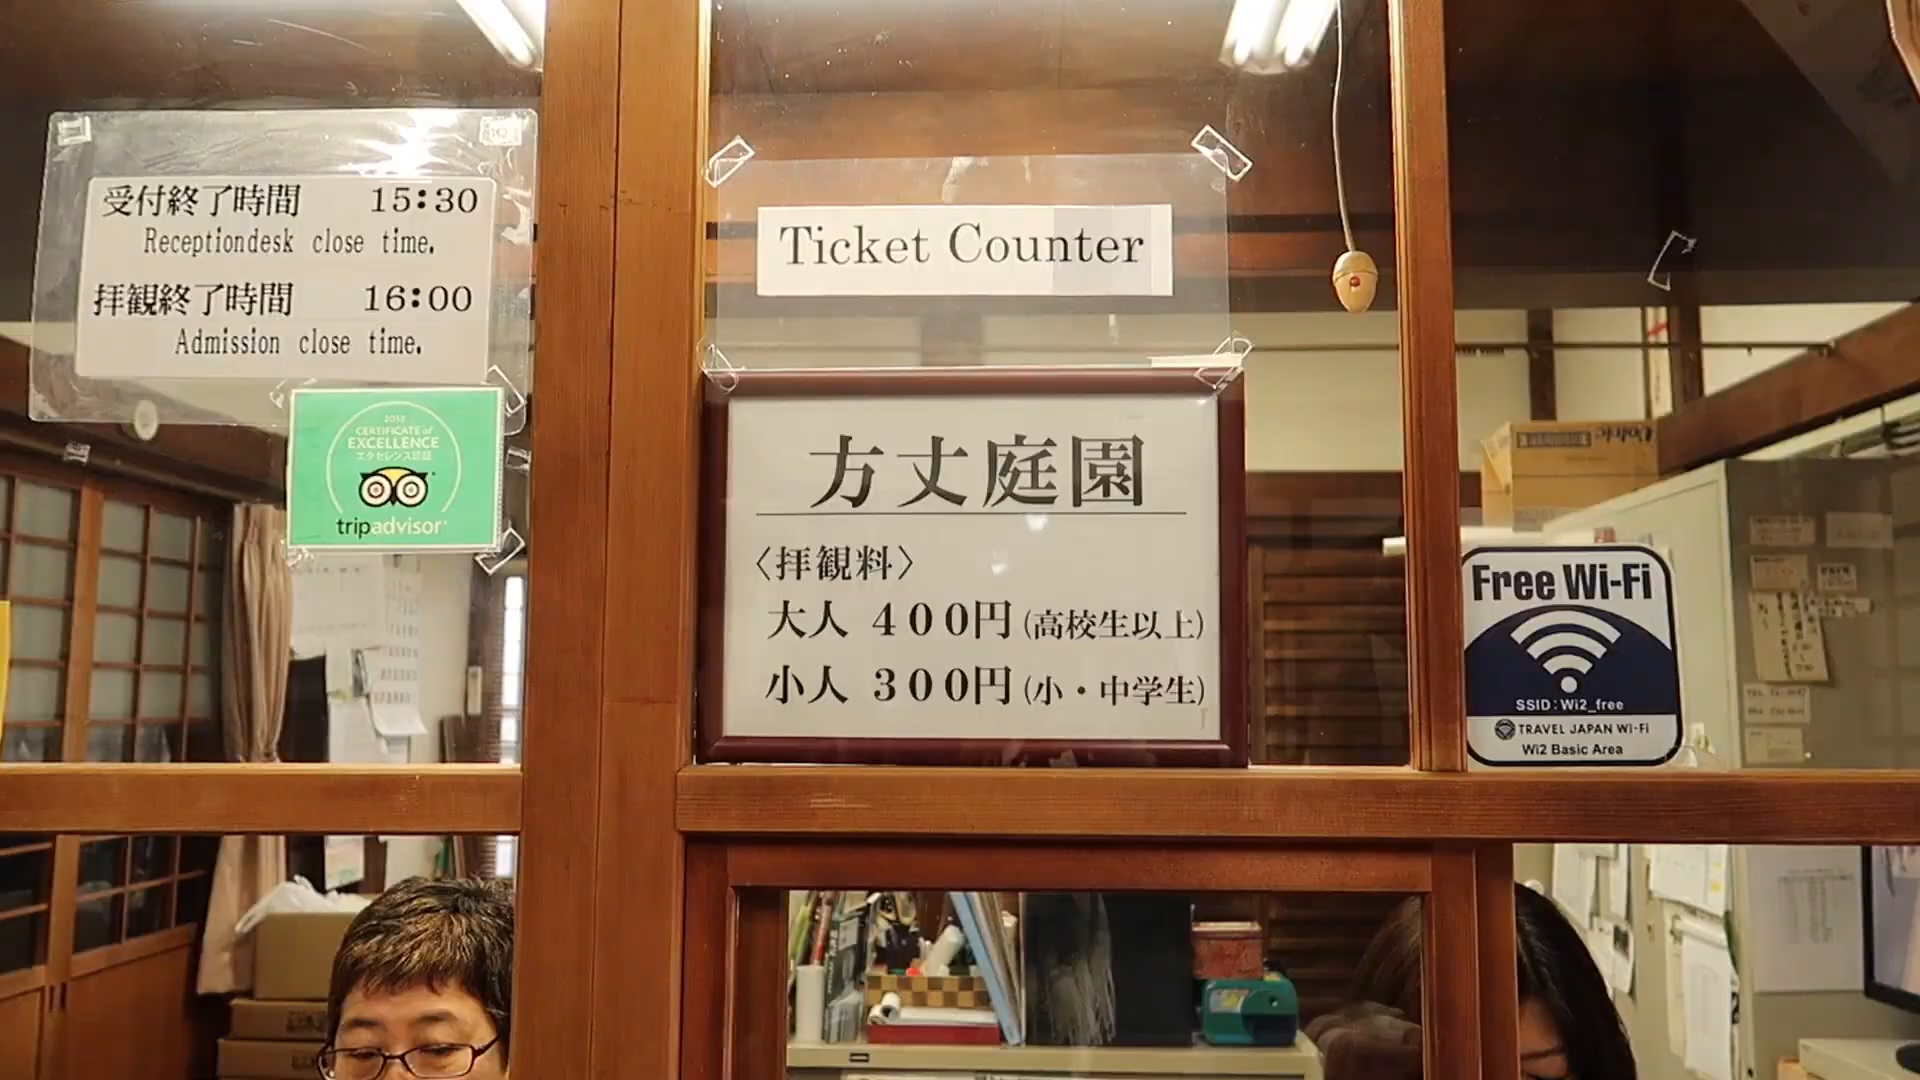 受付終了時間 15:30
Receptiondesk close time.
拝観終了時間 16:00
Admission close time.
2018
CERTIFICATE of
EXCELLENCE
エクセレンス認証
tripadvisor
Ticket Counter
方丈庭園
〈拝観料〉
大人 400円(高校生以上)
小人 300円(小・中学生)
Free Wi-Fi
SSID:Wi2_free
TRAVEL JAPAN Wi-Fi
Wi2 Basic Area